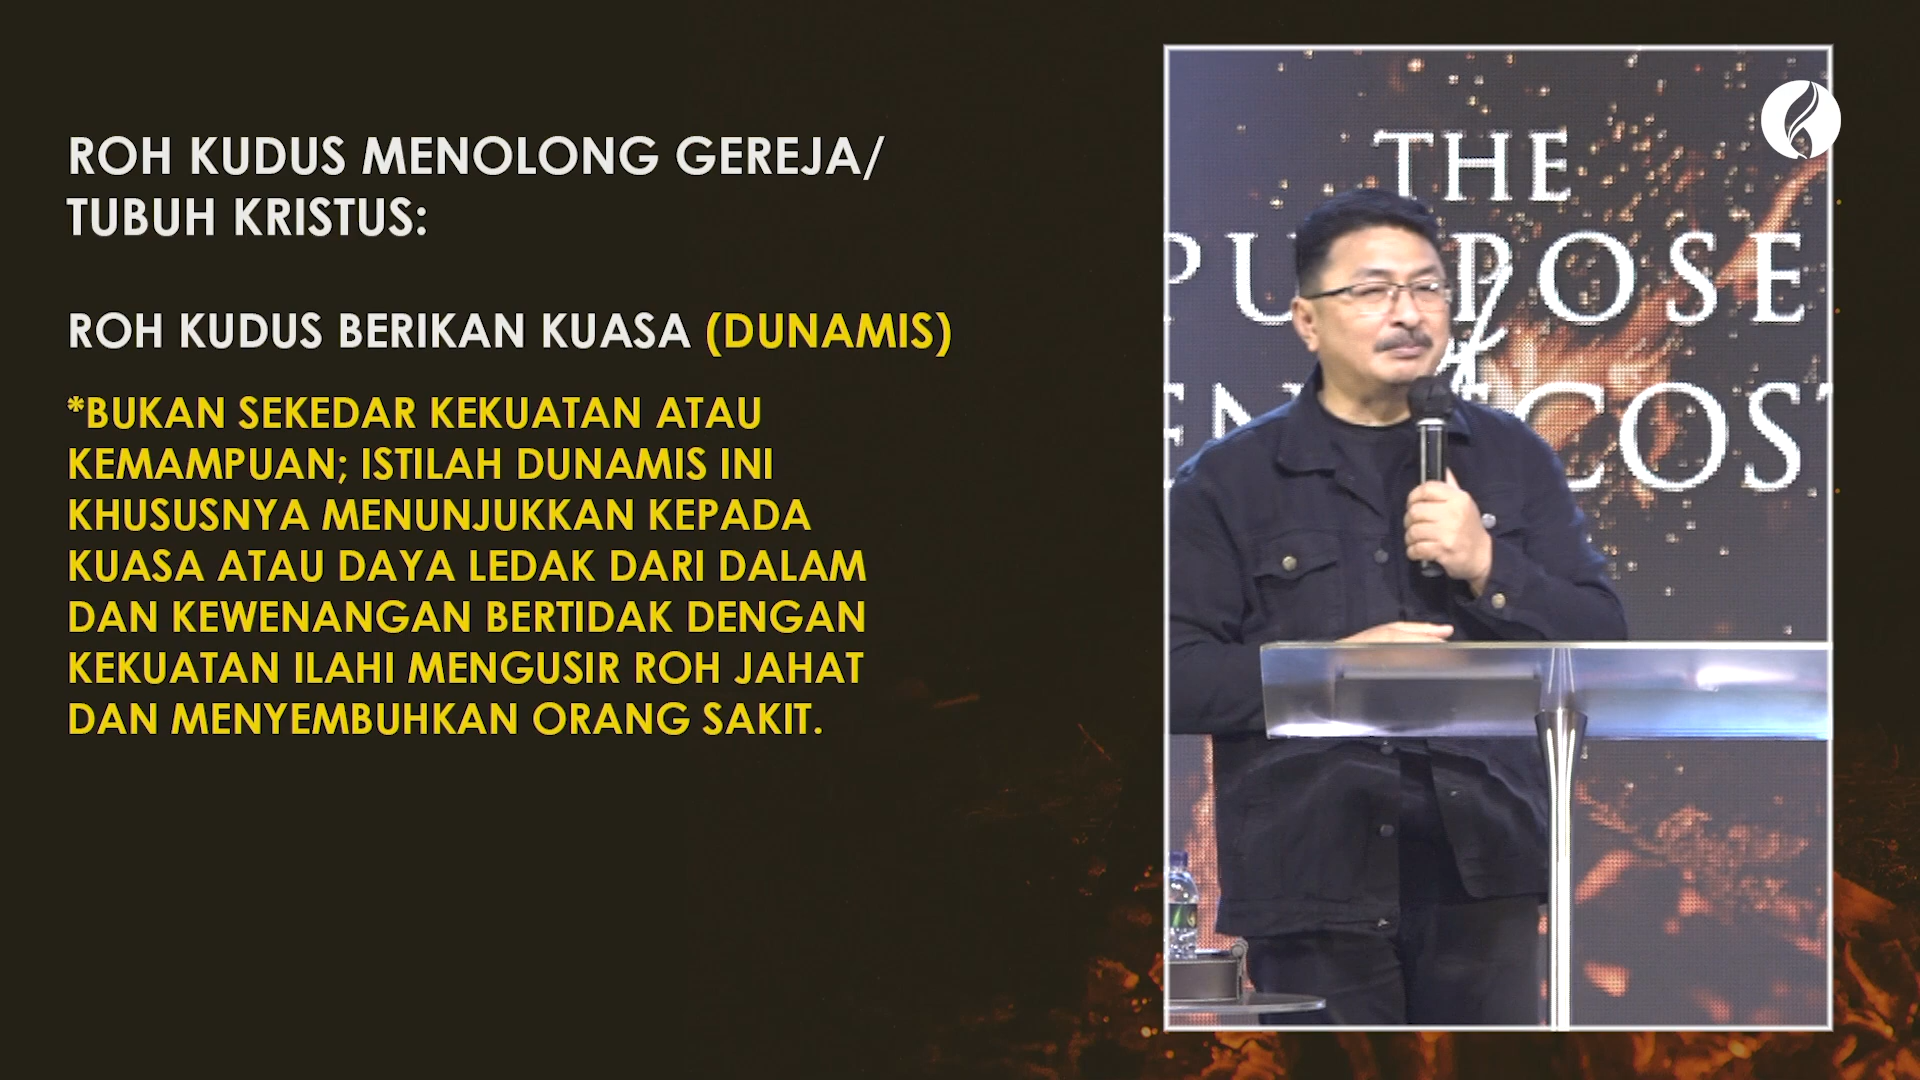 ROH KUDUS MENOLONG GEREJA/
TUBUH KRISTUS:
ROH KUDUS BERIKAN KUASA (DUNAMIS)
*BUKAN SEKEDAR KEKUATAN ATAU
KEMAMPUAN; ISTILAH DUNAMIS INI
KHUSUSNYA MENUNJUKKAN KEPADA
KUASA ATAU DAYA LEDAK DARI DALAM
DAN KEWENANGAN BERTIDAK DENGAN
KEKUATAN ILAHI MENGUSIR ROH JAHAT
DAN MENYEMBUHKAN ORANG SAKIT.
THE